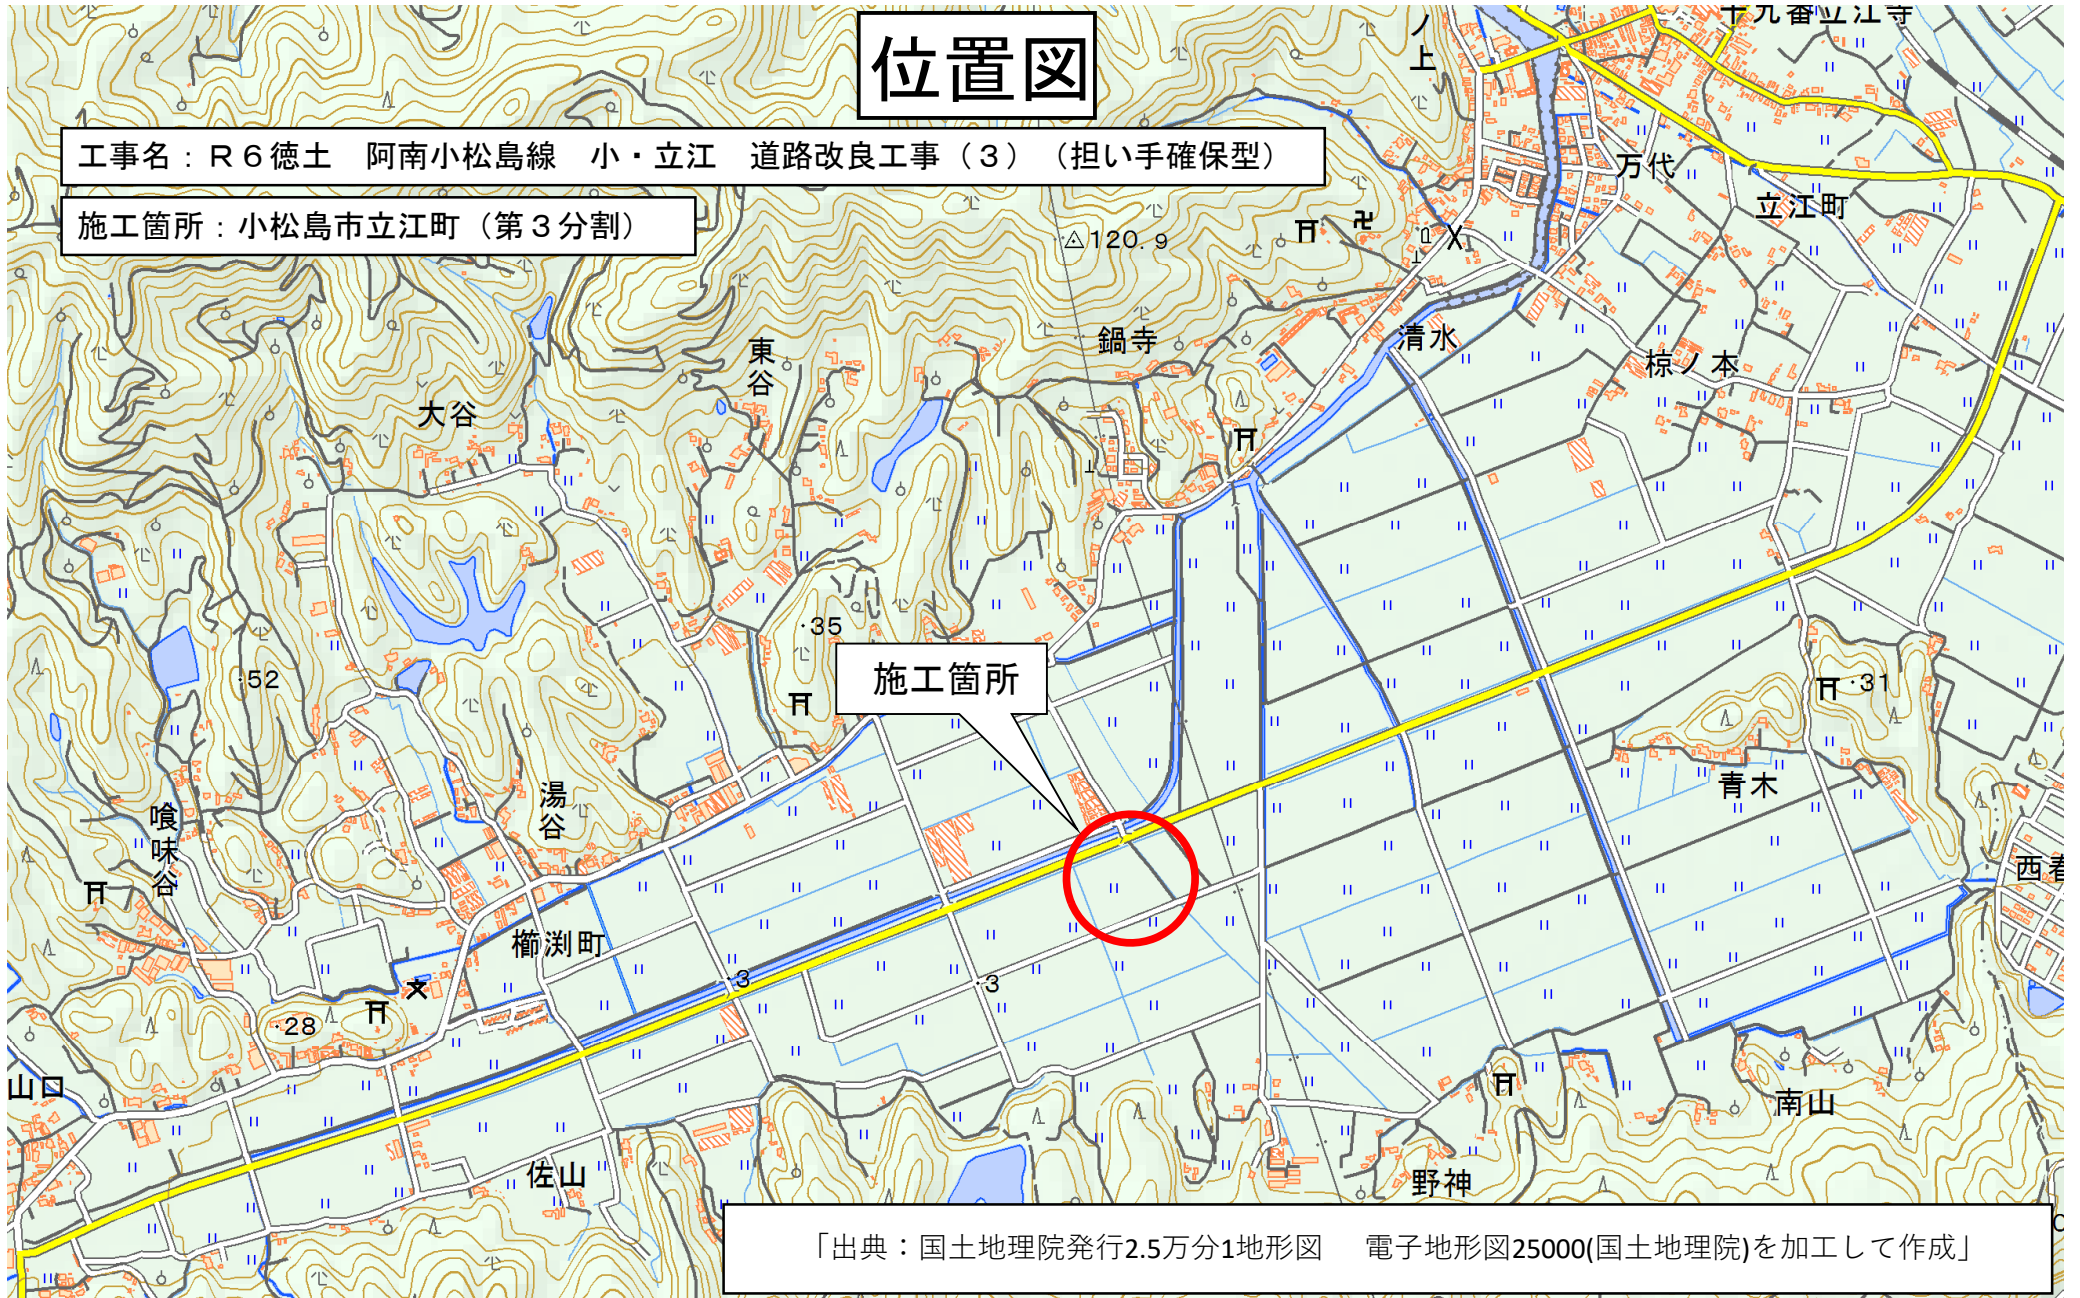 位置図
工事名：Ｒ６徳土　阿南小松島線　小・立江　道路改良工事（３）（担い手確保型）
施工箇所：小松島市立江町（第３分割）
十九番立江寺
ノ上
万代
立江町
120.9
鍋寺
清水
椋ノ本
東谷
大谷
35
52
施工箇所
31
青木
湯谷
喰味谷
西春
櫛渕町
3
3
28
山口
南山
佐山
野神
「出典：国土地理院発行2.5万分1地形図　電子地形図25000(国土地理院)を加工して作成」